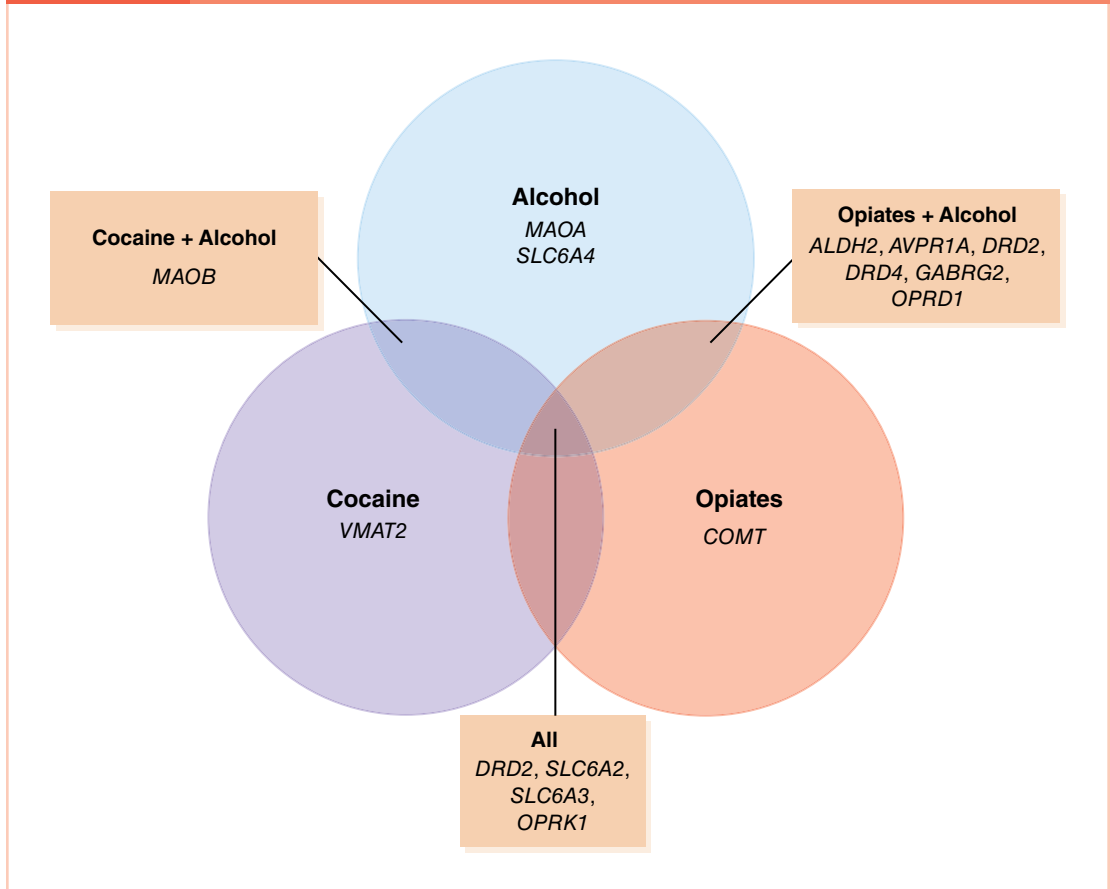 Alcohol
MAOA
SLC6A4
Cocaine + Alcohol
MAOB
Opiates + Alcohol
ALDH2, AVPR1A, DRD2,
DRD4, GABRG2,
OPRD1
Cocaine
VMAT2
Opiates
COMT
All
DRD2, SLC6A2,
SLC6A3,
OPRK1